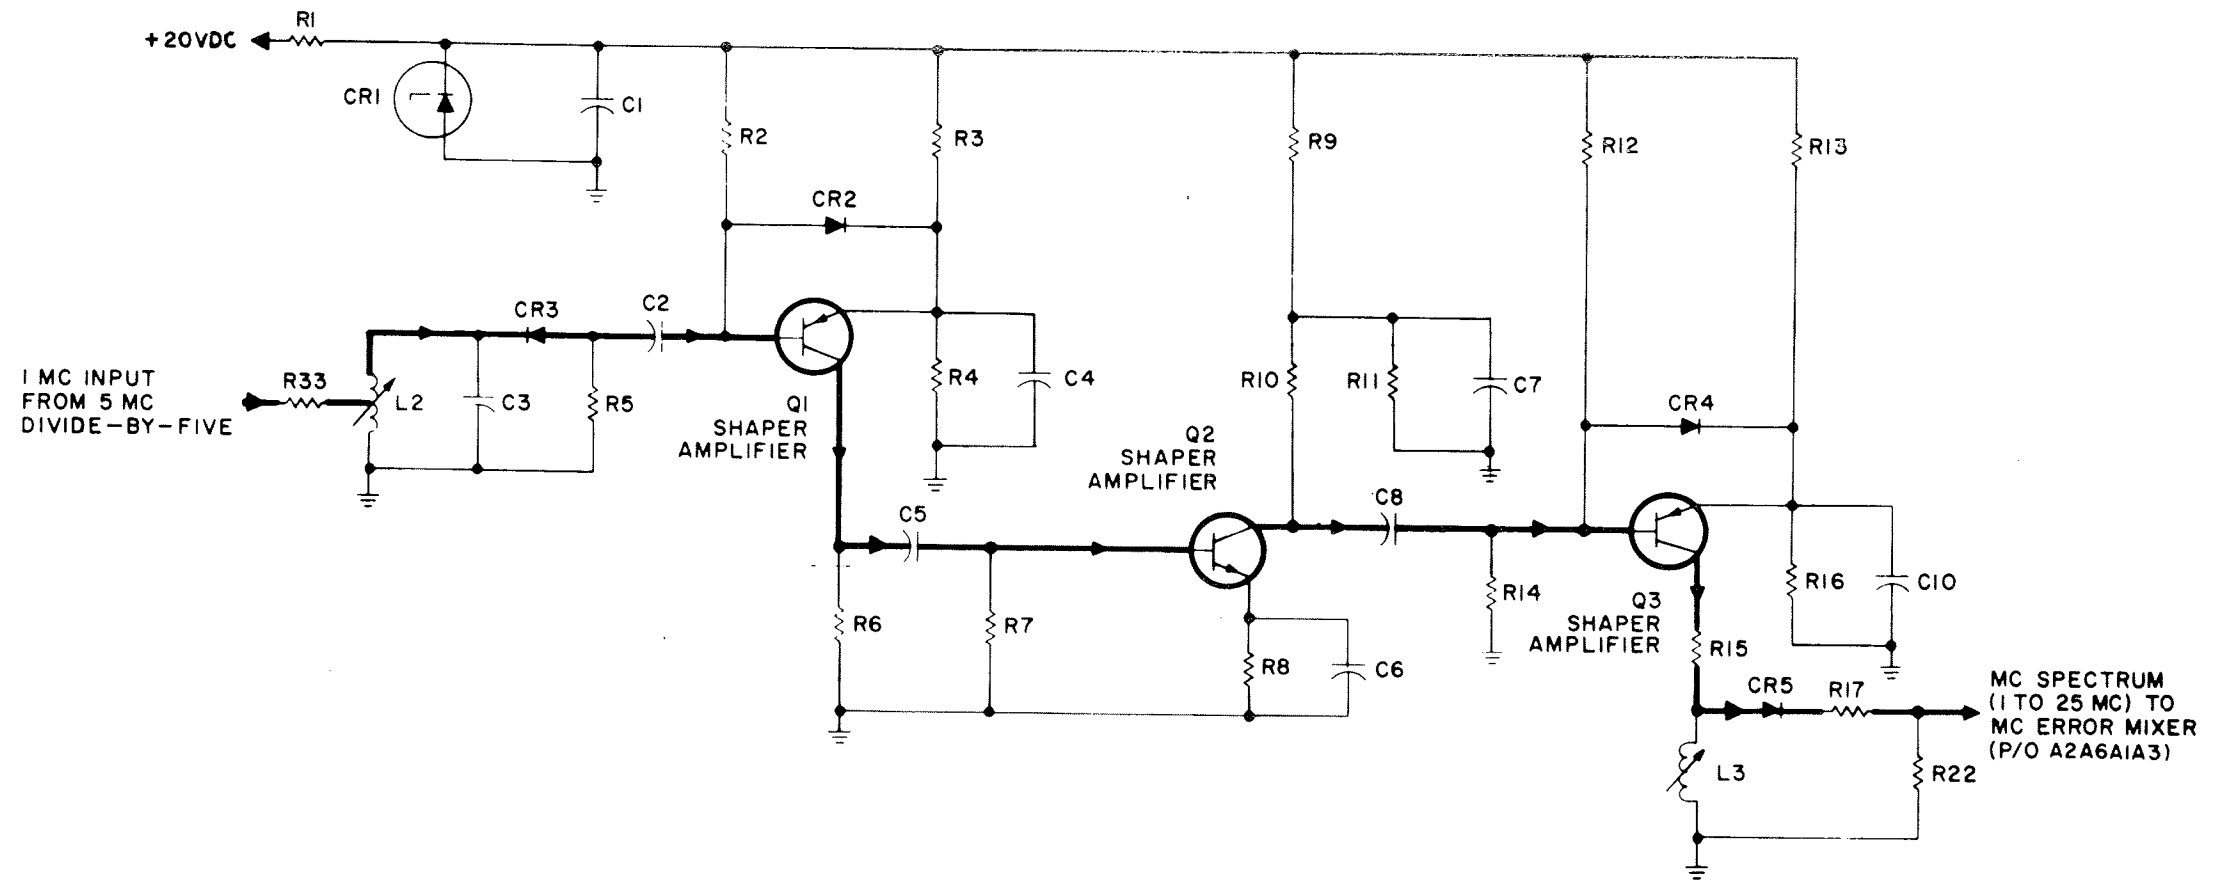 R1
+20VDC
CR1
C1
R2
R3
R9
R12
R13
CR2
CR3
C2
1 MC INPUT
FROM 5 MC
DIVIDE-BY-FIVE
R33
L2
C3
R5
Q1
SHAPER
AMPLIFIER
R4
C4
R10
R11
C7
CR4
Q2
SHAPER
AMPLIFIER
C5
C8
R6
R7
R8
C6
R14
Q3
SHAPER
AMPLIFIER
R15
R16
C10
CR5
R17
MC SPECTRUM
(1 TO 25 MC) TO
MC ERROR MIXER
(P/O A2A6A1A3)
L3
R22